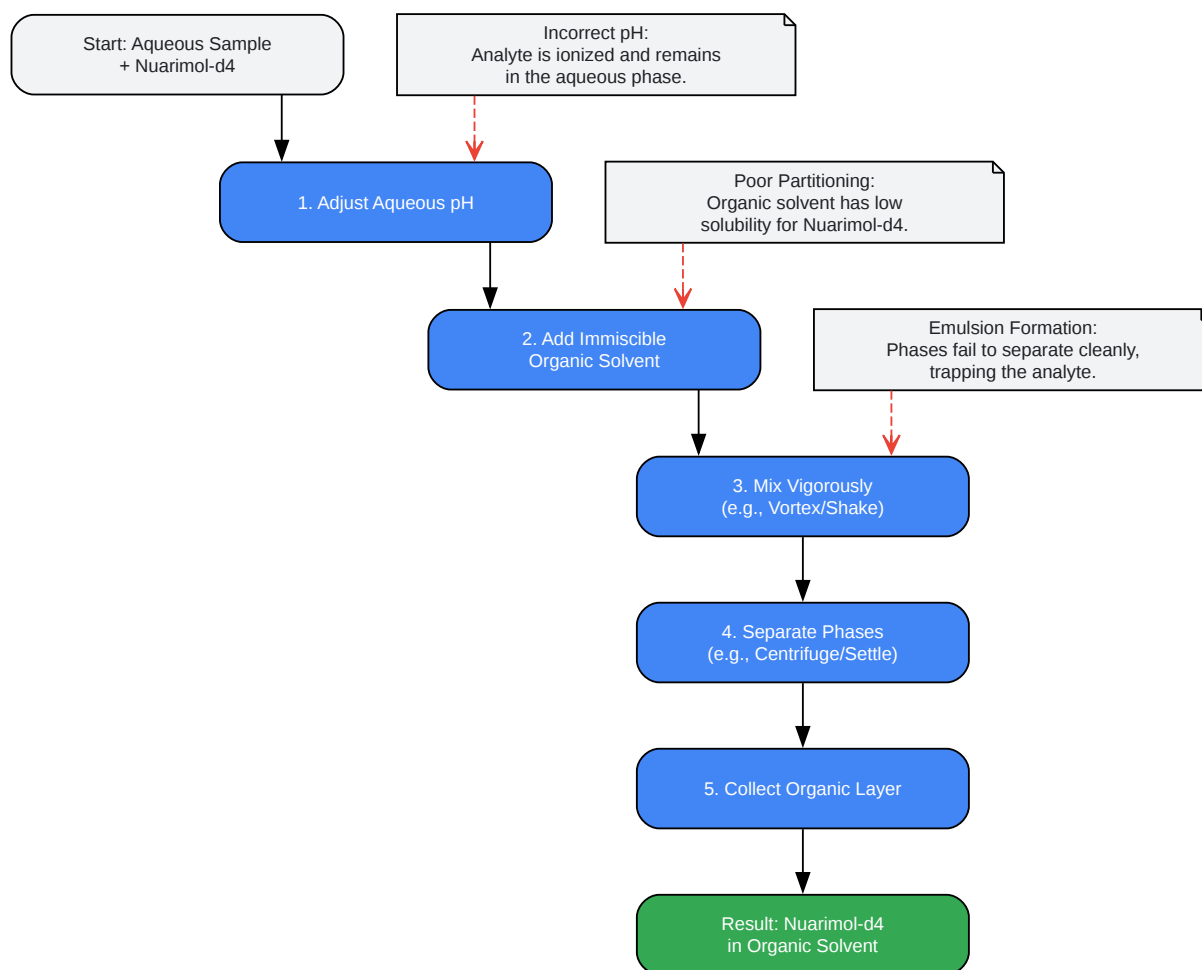 Start: Aqueous Sample
+ Nuarimol-d4
Incorrect pH:
Analyte is ionized and remains
in the aqueous phase.
1. Adjust Aqueous pH
Poor Partitioning:
Organic solvent has low
solubility for Nuarimol-d4.
2. Add Immiscible
Organic Solvent
Emulsion Formation:
Phases fail to separate cleanly,
trapping the analyte.
3. Mix Vigorously
(e.g., Vortex/Shake)
4. Separate Phases
(e.g., Centrifuge/Settle)
5. Collect Organic Layer
Result: Nuarimol-d4
in Organic Solvent